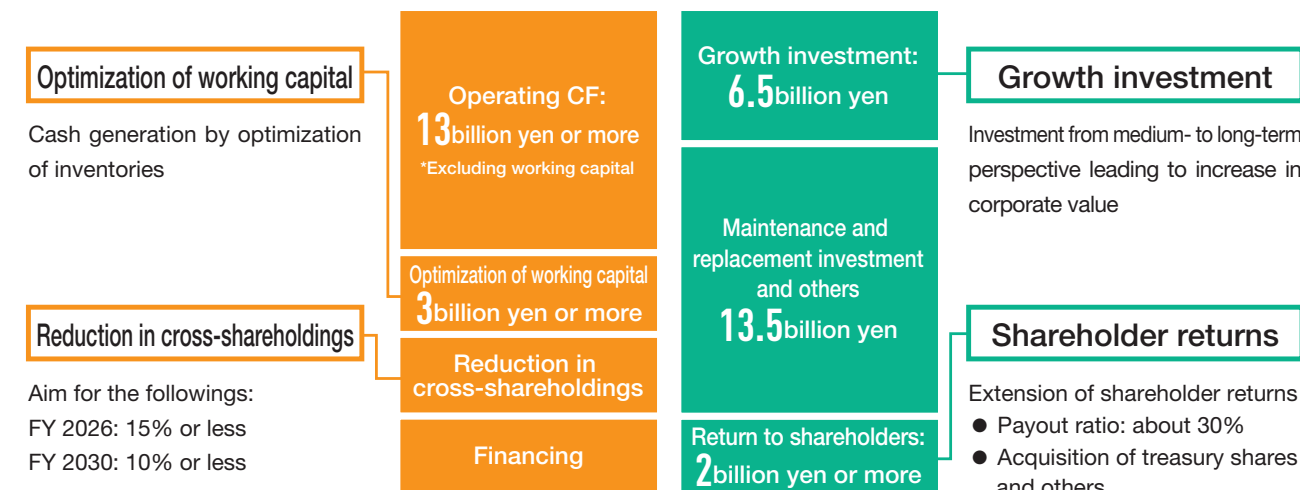 Optimization of working capital
Cash generation by optimization
of inventories
Reduction in cross-shareholdings
Aim for the followings:
FY 2026: 15% or less
FY 2030: 10% or less
Operating CF:
13billion yen or more
*Excluding working capital
Optimization of working capital
3billion yen or more
Reduction in
cross-shareholdings
Financing
Growth investment:
6.5billion yen
Maintenance and
replacement investment
and others
13.5billion yen
Return to shareholders:
2billion yen or more
Growth investment
Investment from medium- to long-term
perspective leading to increase in
corporate value
Shareholder returns
Extension of shareholder returns
● Payout ratio: about 30%
● Acquisition of treasury shares
and others